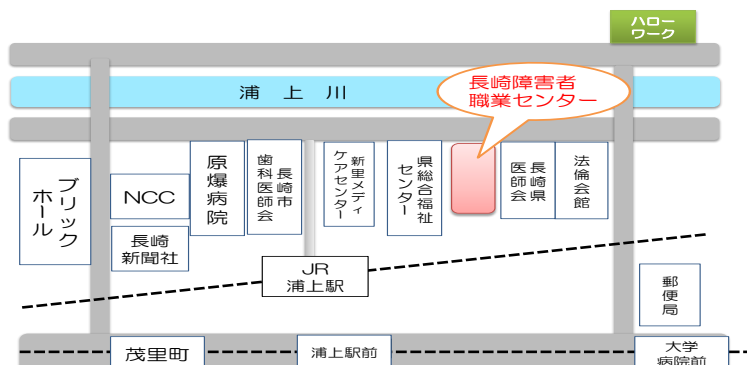 ハロー
ワーク
浦上川
長崎障害者
職業センター
ブリック
ホール
NCC
長崎
新聞社
原爆病院
長崎市
歯科医師会
新里メディ
ケアセンター
県総合福祉
センター
長崎県
医師会
法倫会館
JR
浦上駅
郵便局
茂里町
浦上駅前
大学
病院前